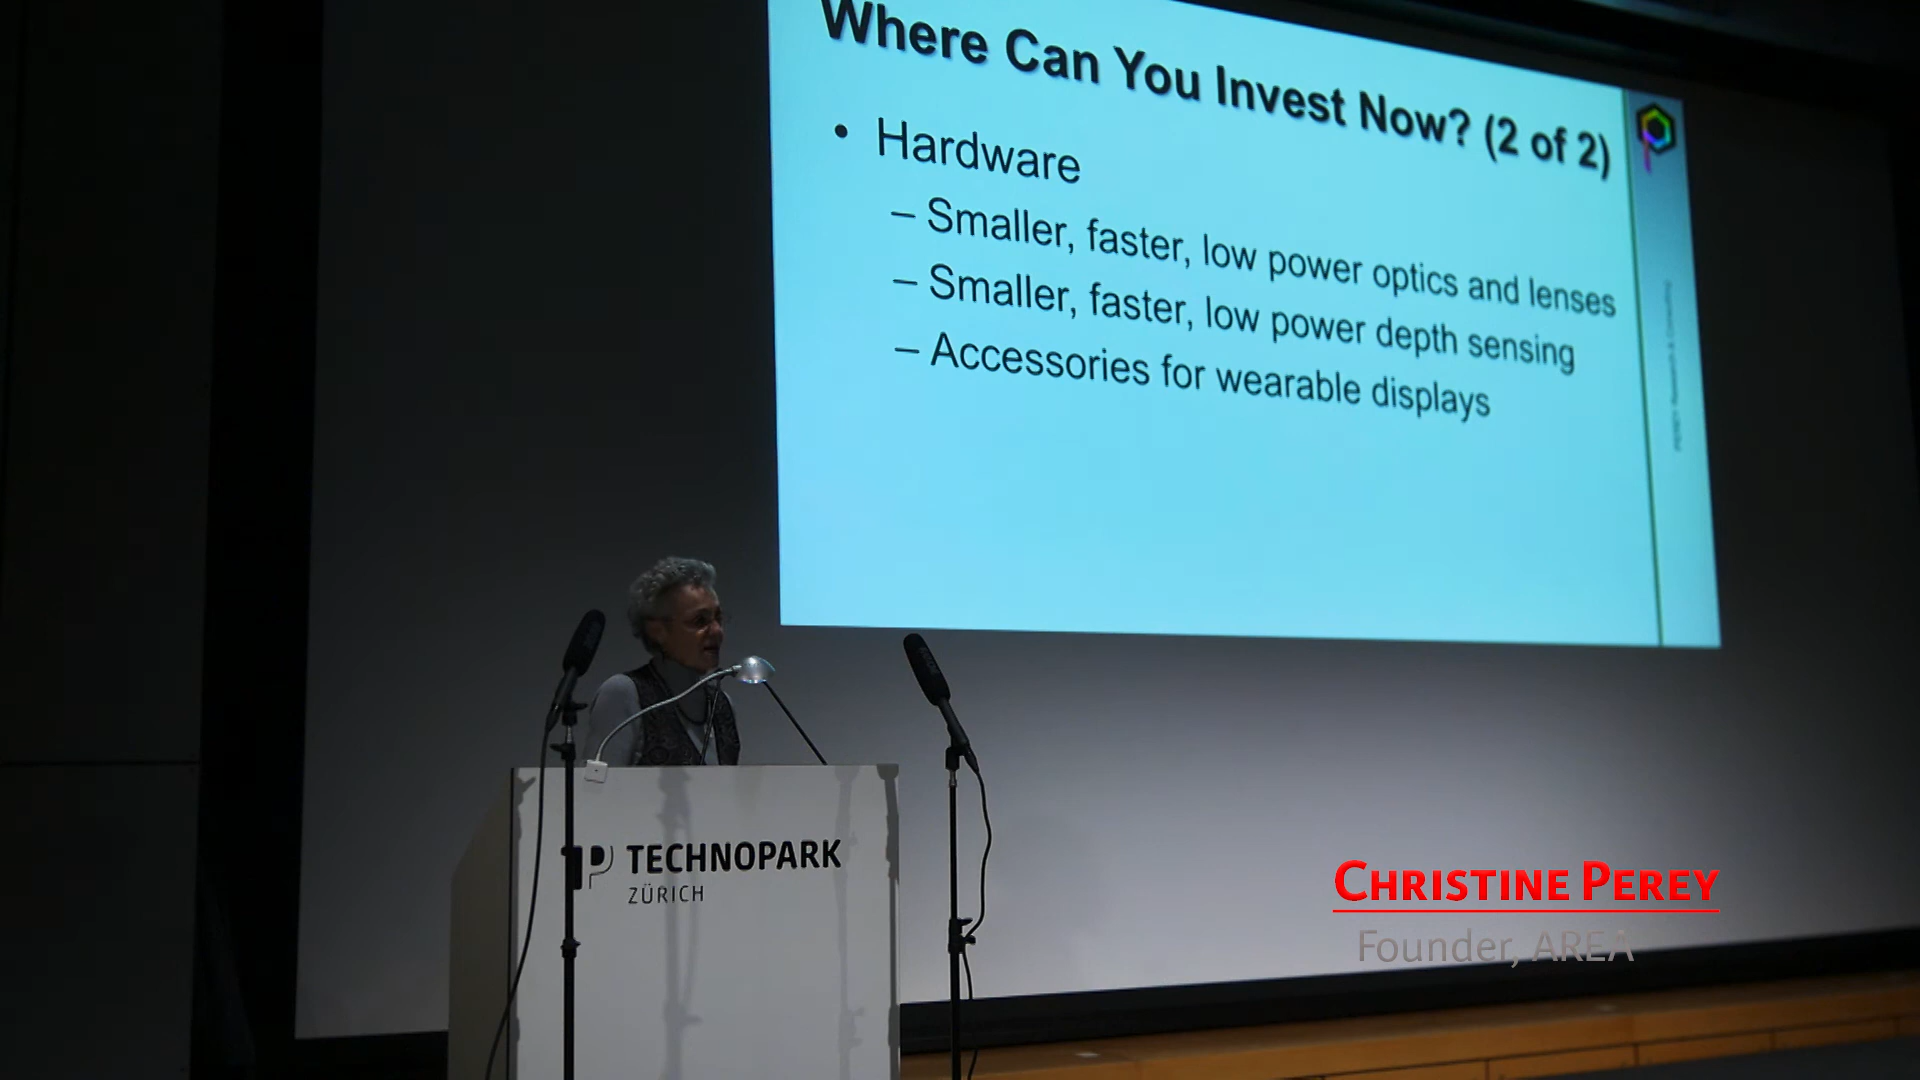 Where Can You Invest Now? (2 of 2)
• Hardware
– Smaller, faster, low power optics and lenses
– Smaller, faster, low power depth sensing
– Accessories for wearable displays
TECHNOPARK
ZÜRICH
CHRISTINE PEREY
Founder, AREA